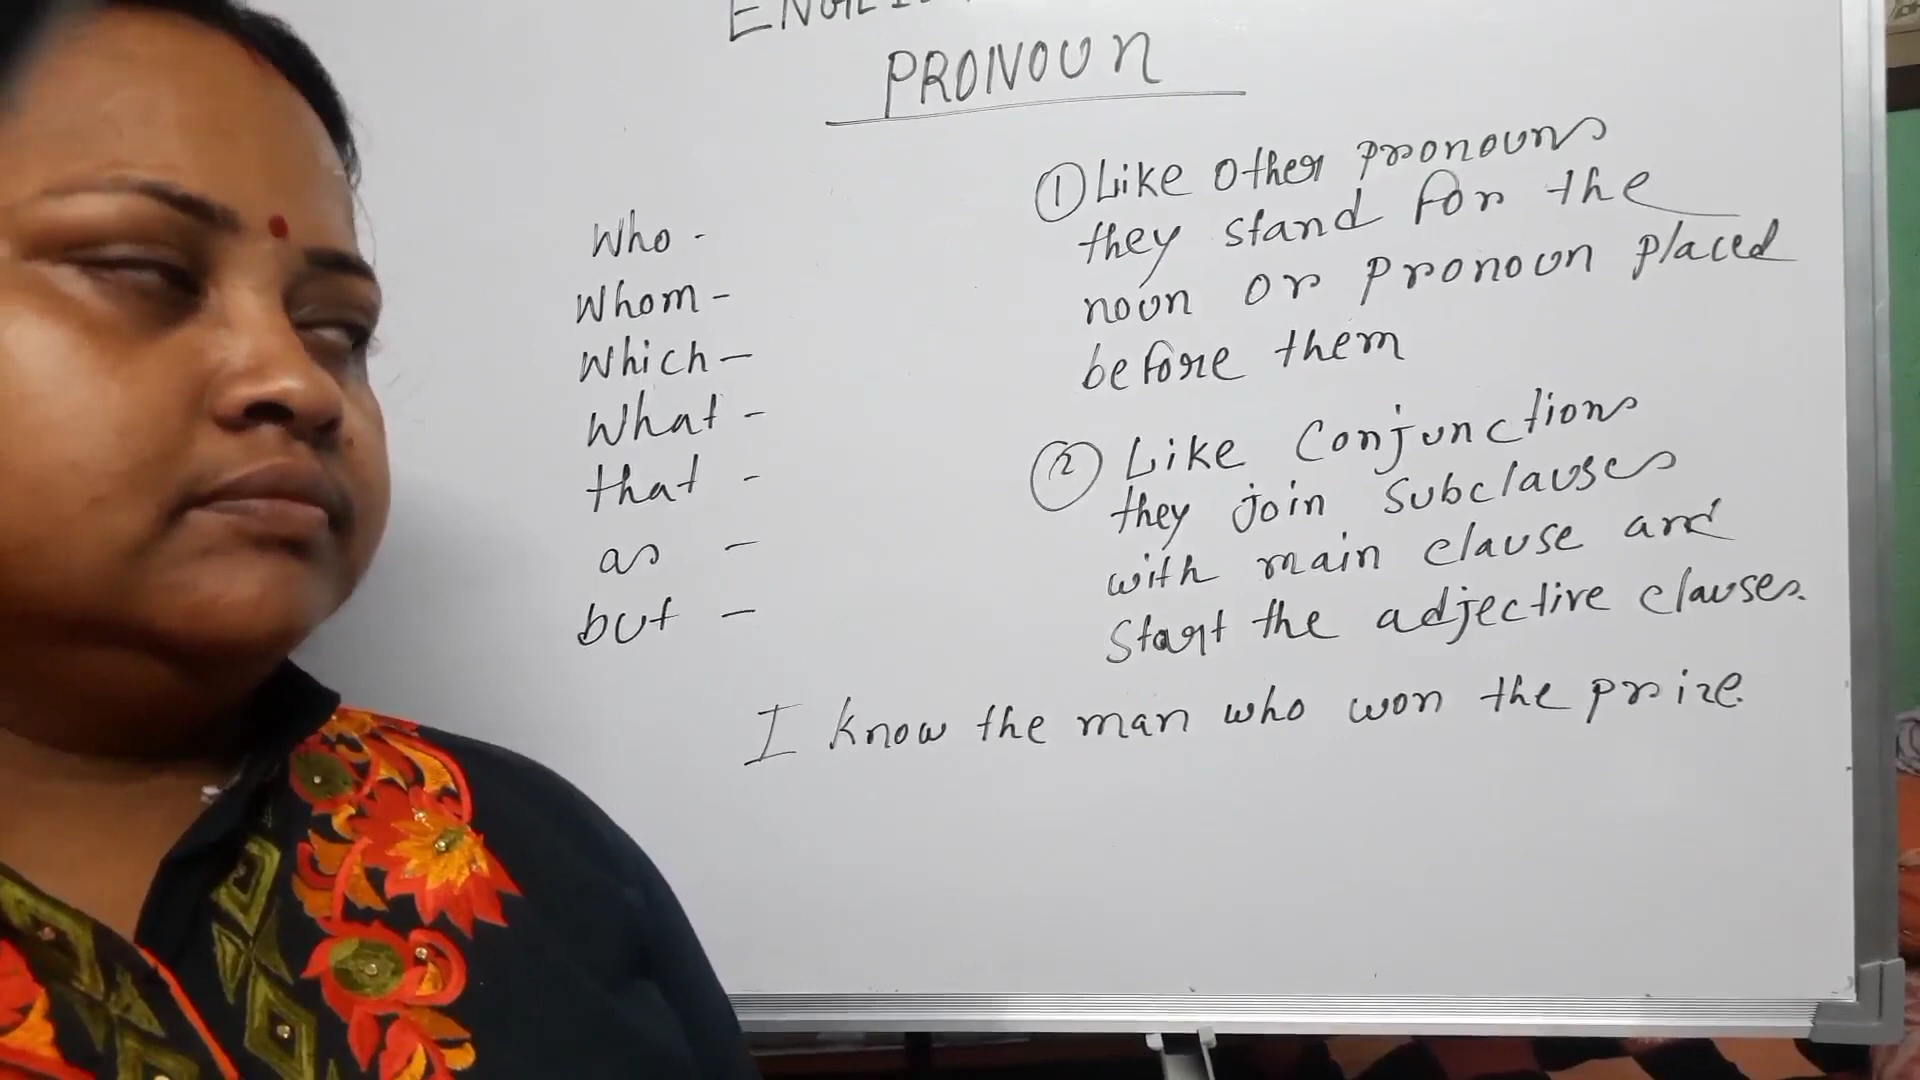 PRONOUN
Who -
Whom -
Which -
What -
that -
as -
but -
① Like other pronouns
they stand for the
noun or pronoun placed
before them
② Like Conjunctions
they join subclauses
with main clause and
Start the adjective clauses.
I know the man who won the prize.